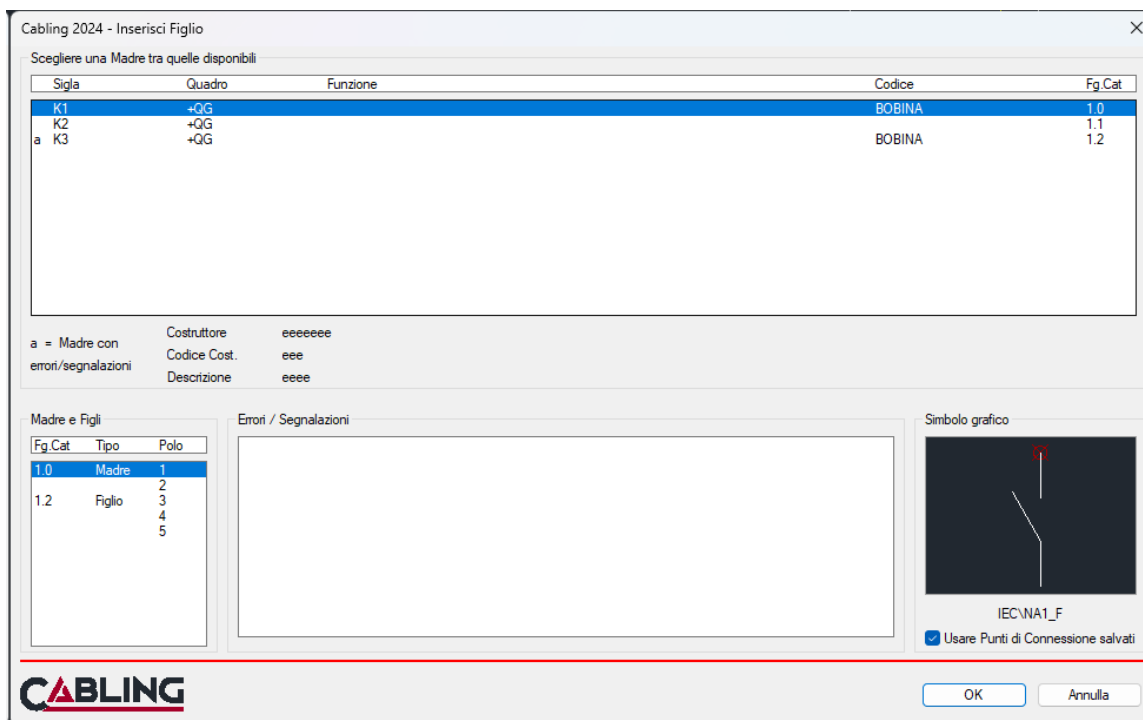 Cabling 2024 - Inserisci Figlio
Scegliere una Madre tra quelle disponibili
Sigla Quadro Funzione Codice Fg.Cat
K1 +QG BOBINA 1.0
K2 +QG 1.1
a K3 +QG BOBINA 1.2
a = Madre con errori/segnalazioni
Costruttore eeeeeee
Codice Cost. eee
Descrizione eeee
Madre e Figli
Fg.Cat Tipo Polo
1.0 Madre 1
2
1.2 Figlio 3
4
5
Errori / Segnalazioni
Simbolo grafico
IEC\NA1_F
Usare Punti di Connessione salvati
CABLING
OK Annulla